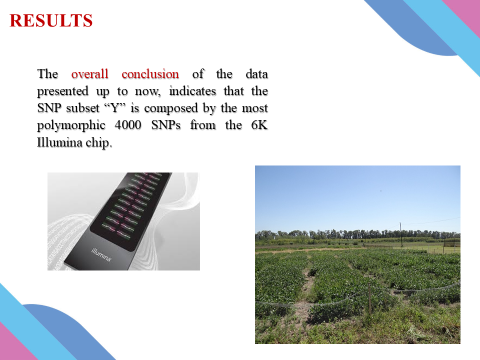 RESULTS
The overall conclusion of the data
presented up to now, indicates that the
SNP subset “Y” is composed by the most
polymorphic 4000 SNPs from the 6K
Illumina chip.
illumina